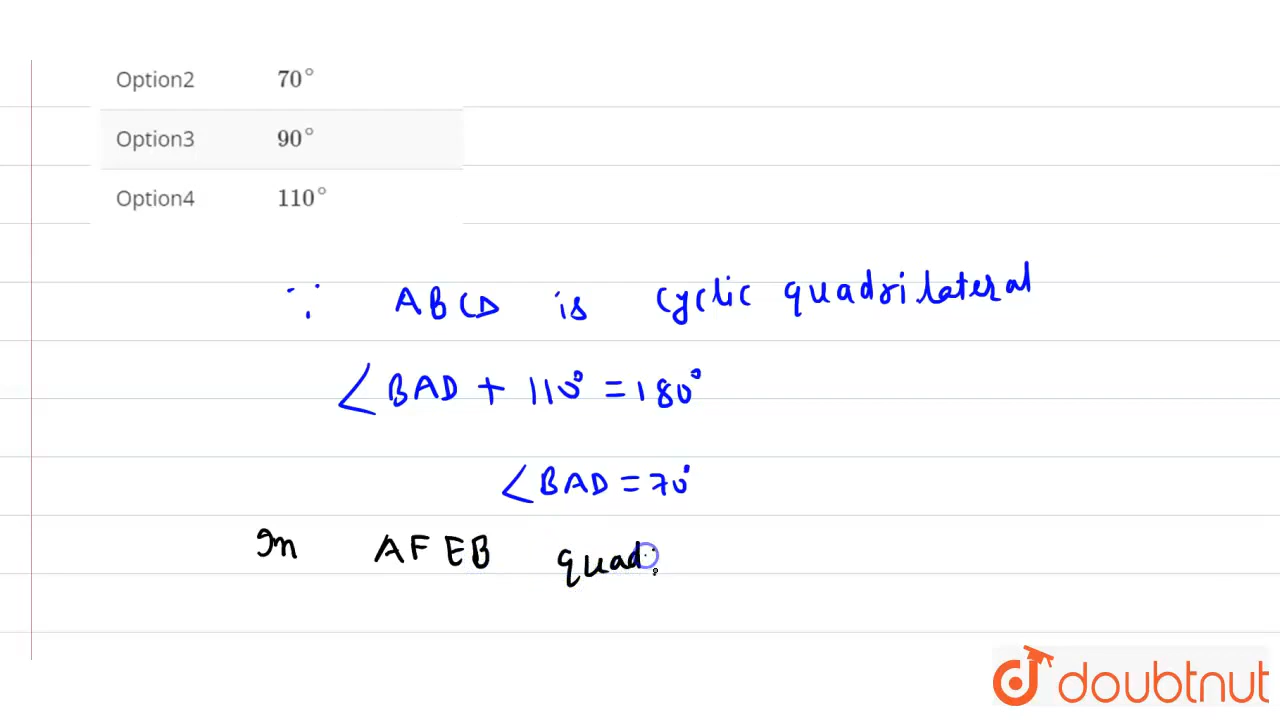 Option2 70°
Option3 90°
Option4 110°
∵ ABCD is cyclic quadrilateral
∠BAD + 110° = 180°
∠BAD = 70°
In AFEB quad
doubtnut